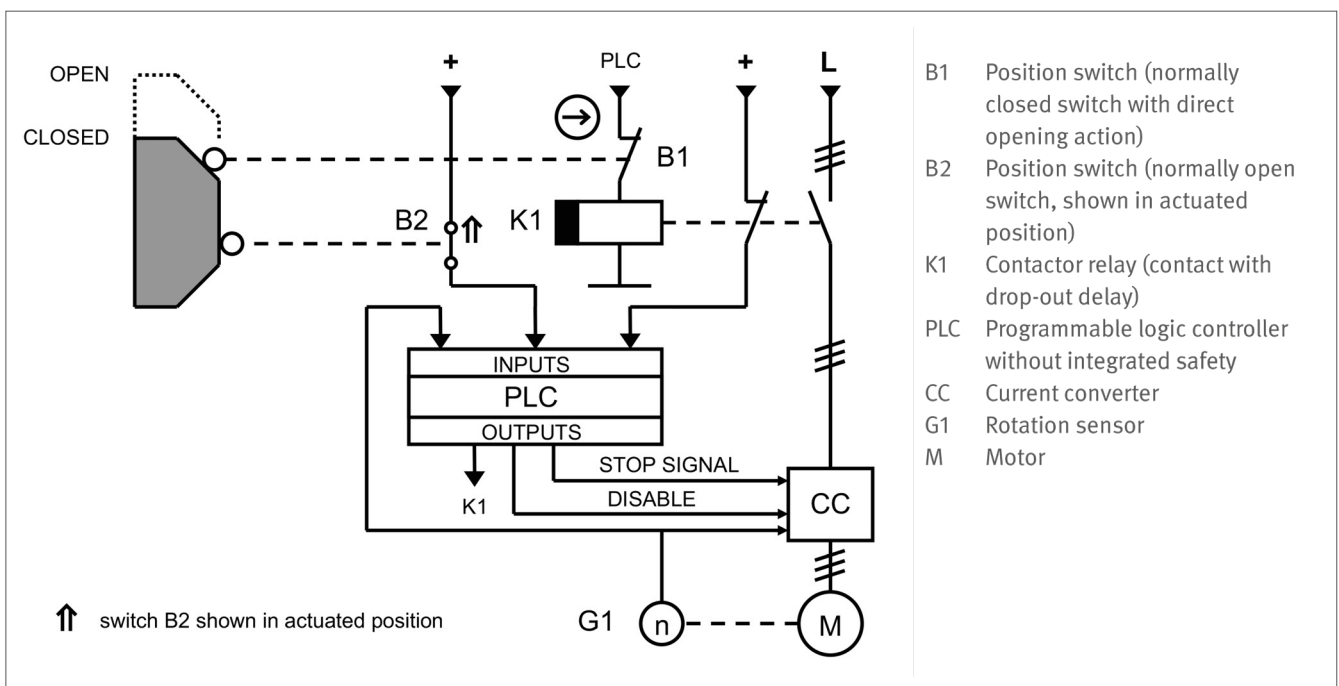 OPEN
CLOSED
+
PLC
+
L
B1
B2
K1
INPUTS
PLC
OUTPUTS
STOP SIGNAL
DISABLE
K1
CC
G1
n
M
⇑ switch B2 shown in actuated position
B1 Position switch (normally
closed switch with direct
opening action)
B2 Position switch (normally open
switch, shown in actuated
position)
K1 Contactor relay (contact with
drop-out delay)
PLC Programmable logic controller
without integrated safety
CC Current converter
G1 Rotation sensor
M Motor